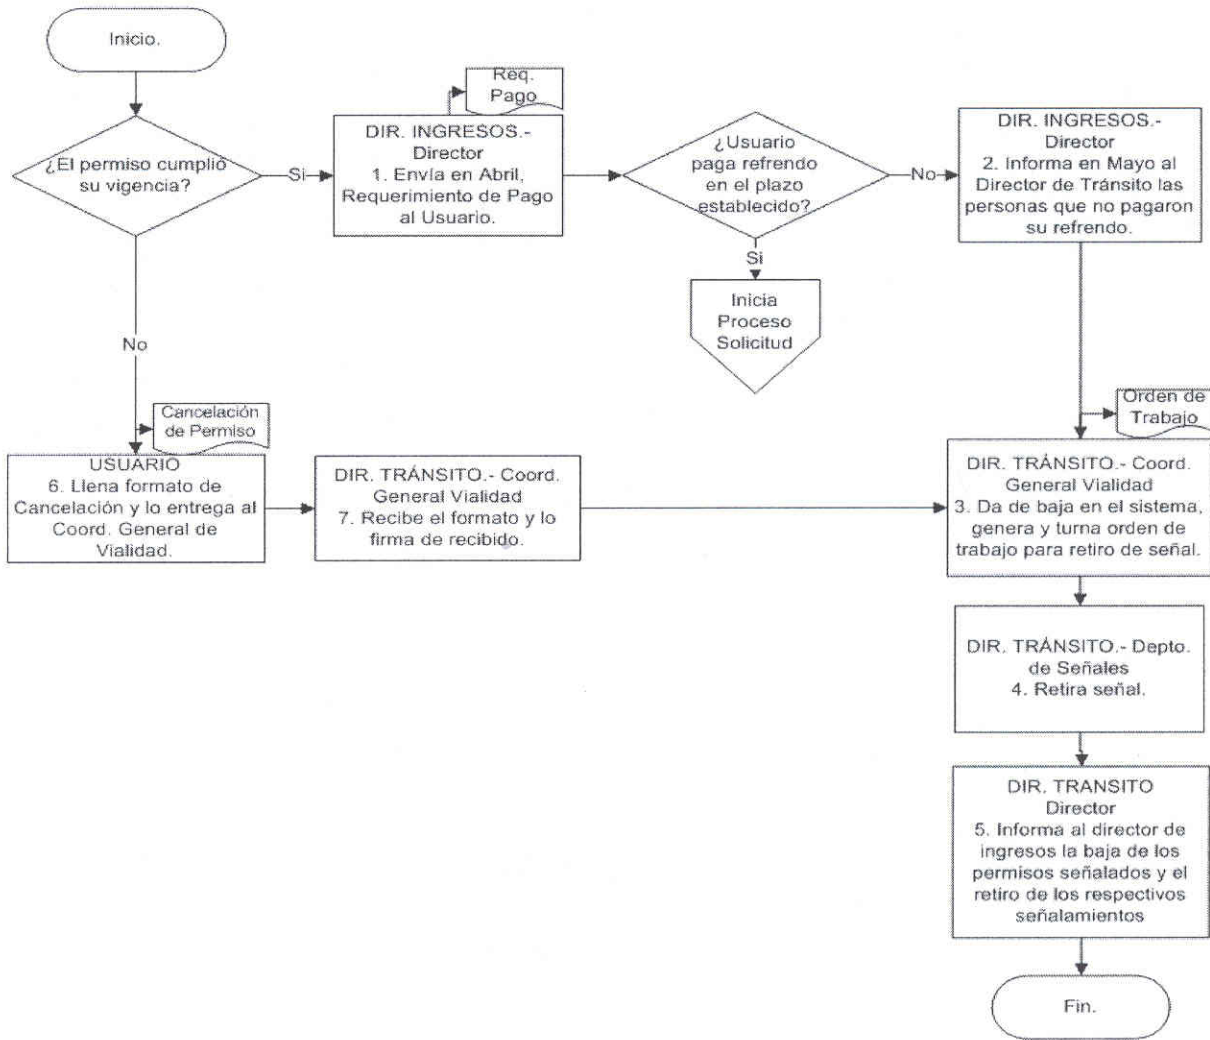 Inicio.
¿El permiso cumplió
su vigencia?
Si
Req.
Pago
DIR. INGRESOS.-
Director
1. Envía en Abril,
Requerimiento de Pago
al Usuario.
¿Usuario
paga refrendo
en el plazo
establecido?
No
DIR. INGRESOS.-
Director
2. Informa en Mayo al
Director de Tránsito las
personas que no pagaron
su refrendo.
Si
Inicia
Proceso
Solicitud
No
Cancelación
de Permiso
USUARIO
6. Llena formato de
Cancelación y lo entrega al
Coord. General de
Vialidad.
DIR. TRÁNSITO.- Coord.
General Vialidad
7. Recibe el formato y lo
firma de recibido.
Orden de
Trabajo
DIR. TRÁNSITO.- Coord.
General Vialidad
3. Da de baja en el sistema,
genera y turna orden de
trabajo para retiro de señal.
DIR. TRÁNSITO.- Depto.
de Señales
4. Retira señal.
DIR. TRANSITO
Director
5. Informa al director de
ingresos la baja de los
permisos señalados y el
retiro de los respectivos
señalamientos
Fin.